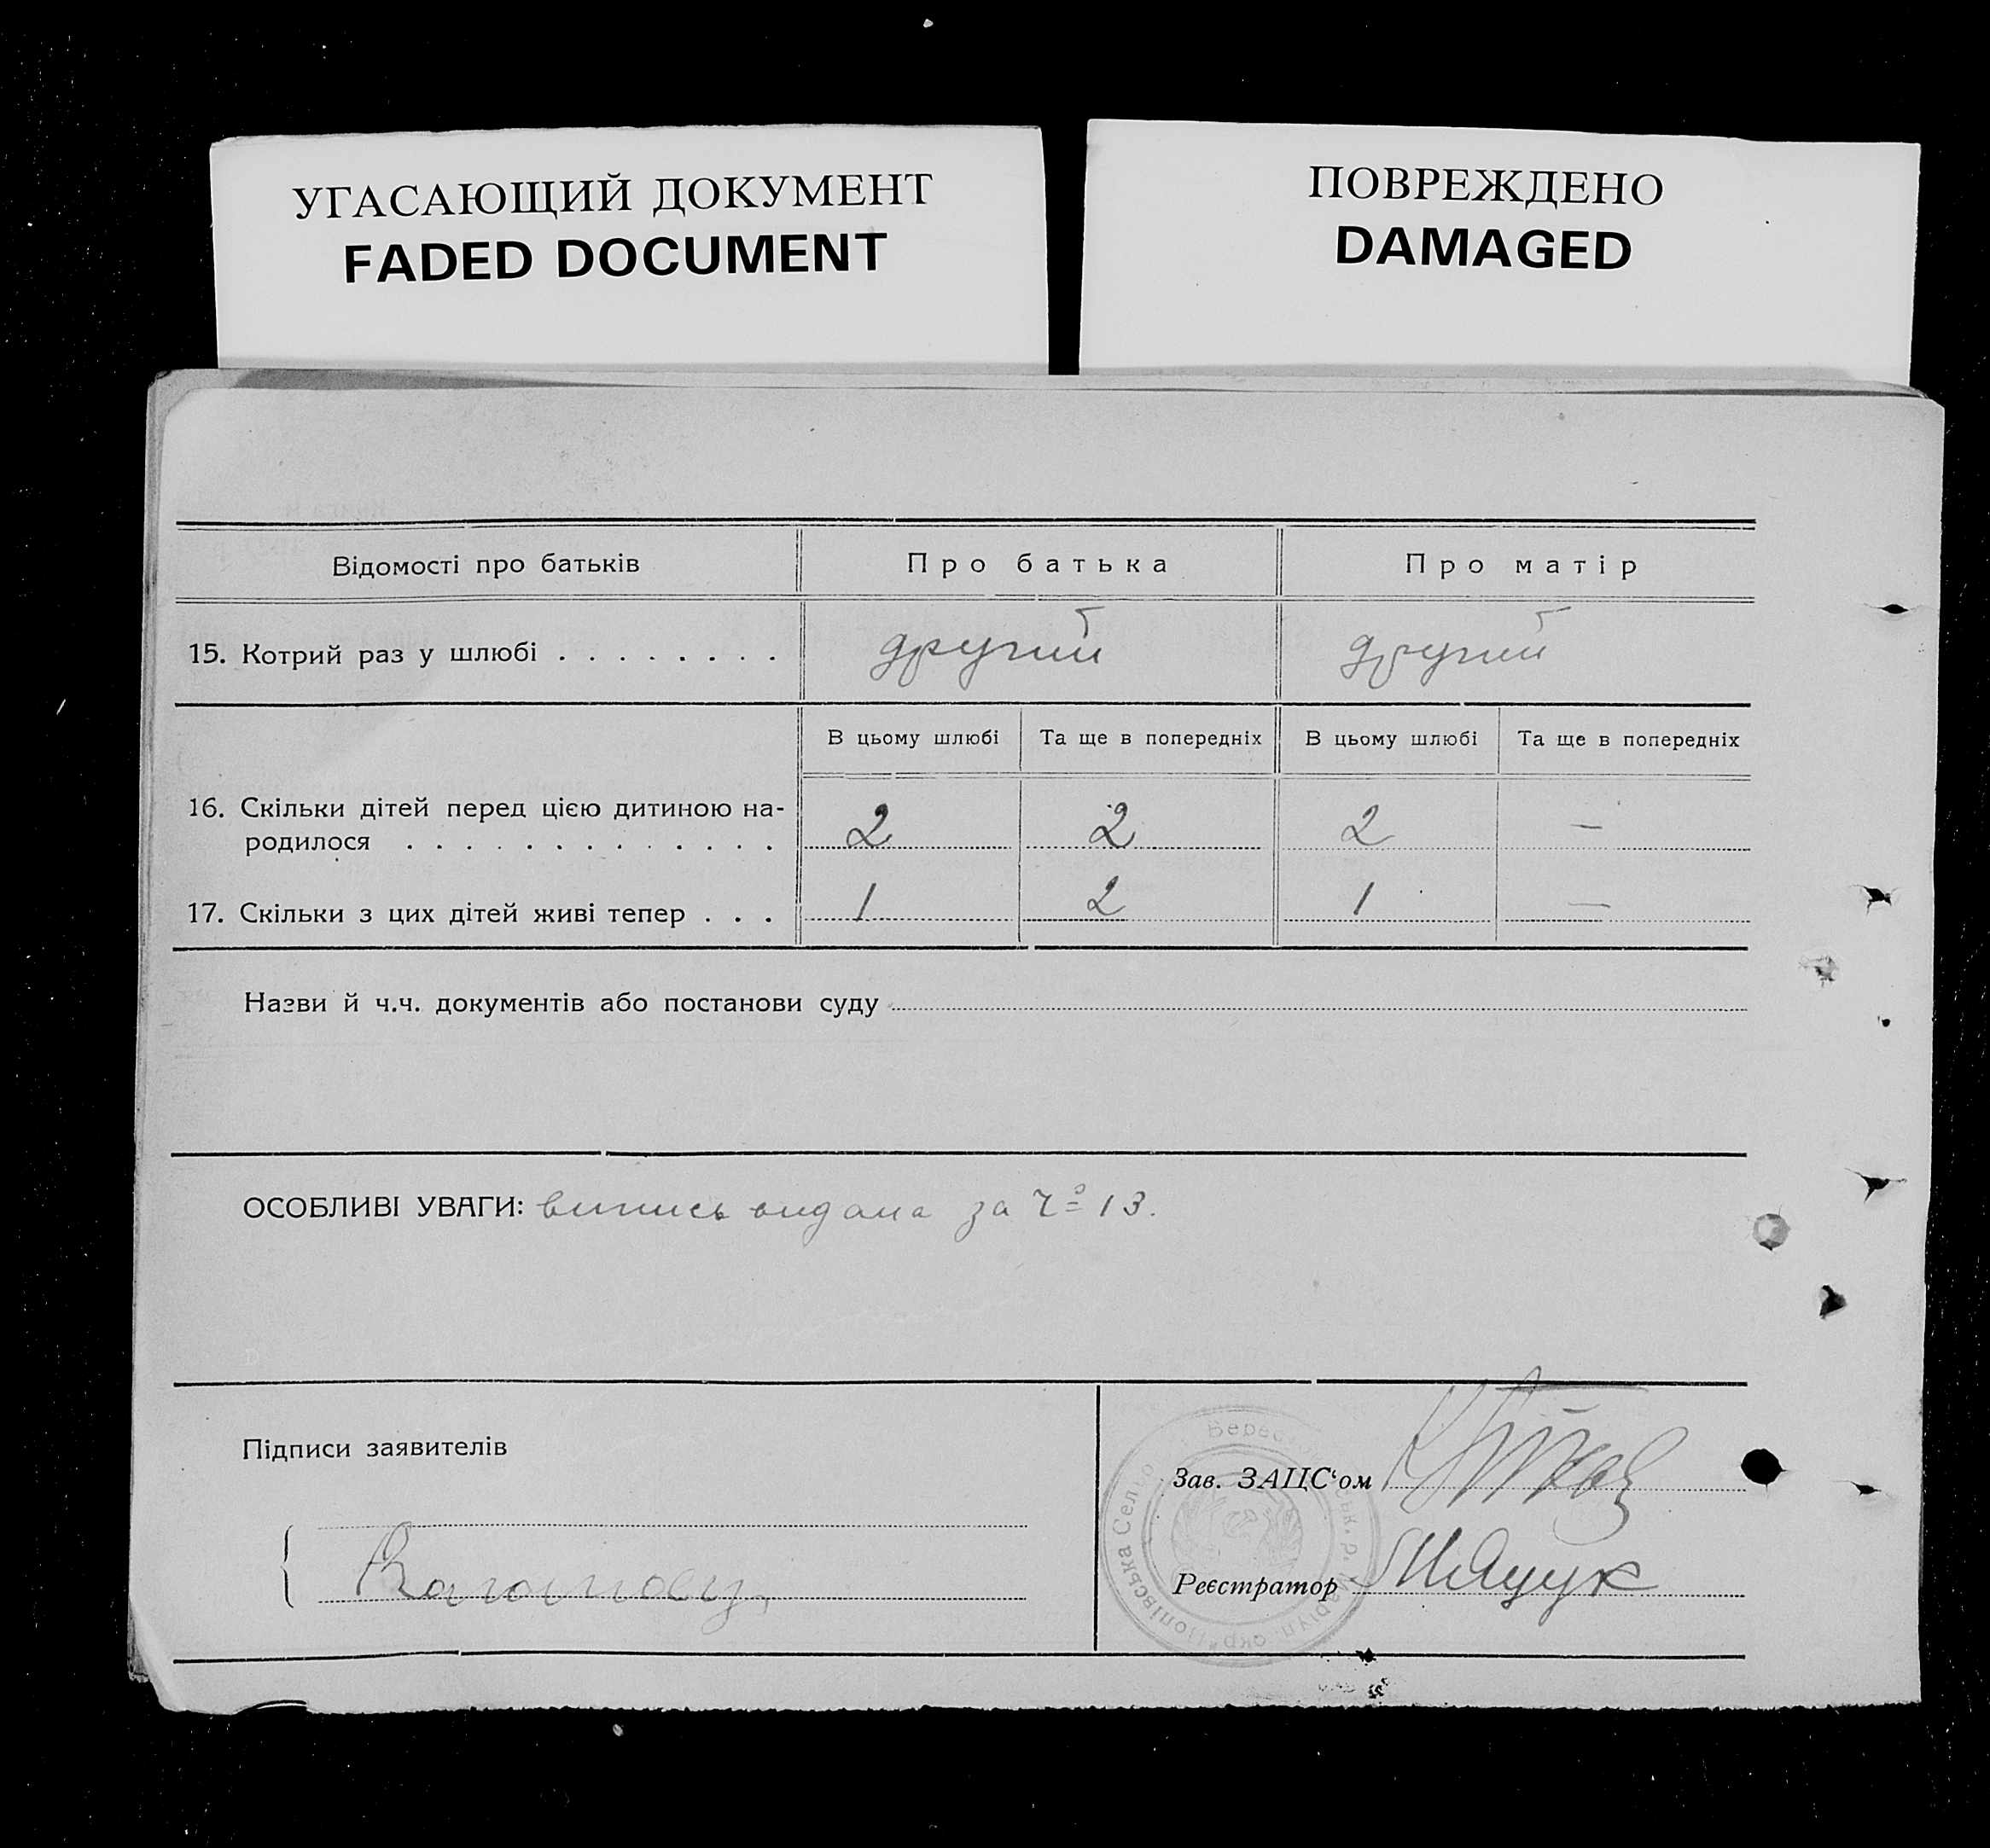 УГАСАЮЩИЙ ДОКУМЕНТ
FADED DOCUMENT
ПОВРЕЖДЕНО
DAMAGED
Відомості про батьків
Про батька
Про матір
15. Котрий раз у шлюбі . . . . . . . .
другий
другий
В цьому шлюбі
Та ще в попередніх
В цьому шлюбі
Та ще в попередніх
16. Скільки дітей перед цією дитиною на-
родилося . . . . . . . . . . . . .
2
2
2
—
17. Скільки з цих дітей живі тепер . . .
1
2
1
—
Назви й ч.ч. документів або постанови суду
ОСОБЛИВІ УВАГИ: випись видана за Ч° 13.
Підписи заявителів
Зав. ЗАЦС'ом
Реєстратор